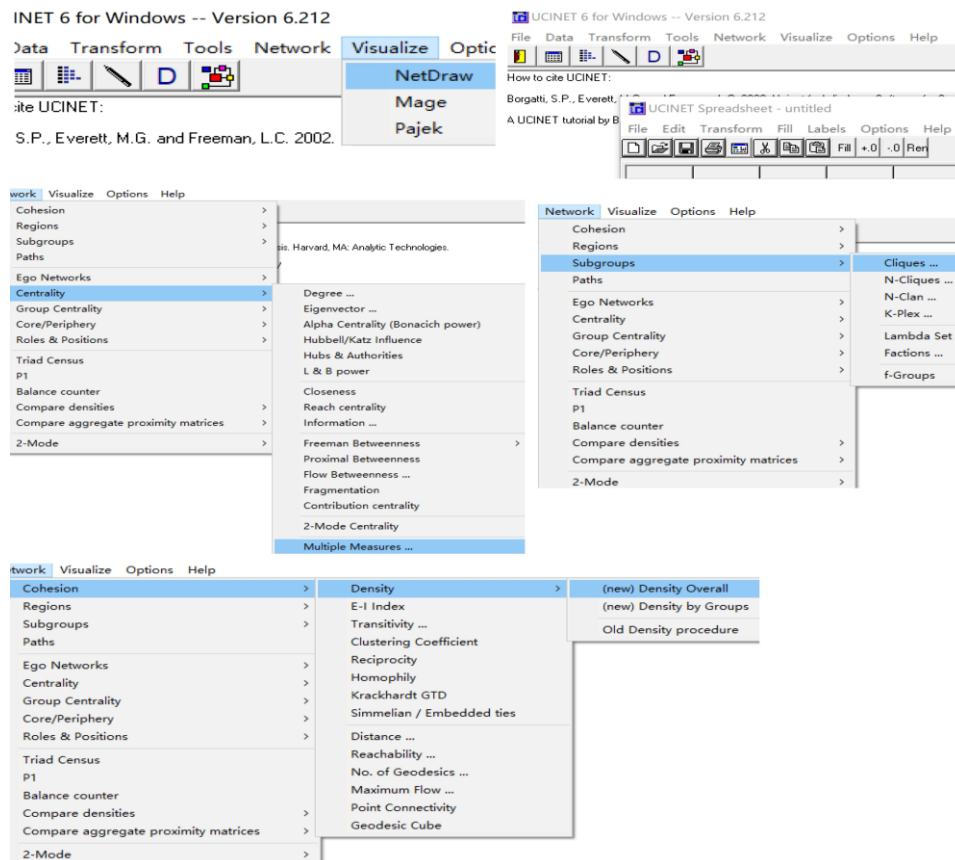 INET 6 for Windows -- Version 6.212
Data Transform Tools Network Visualize Optic
D
NetDraw
Mage
Pajek
cite UCINET:
S.P., Everett, M.G. and Freeman, L.C. 2002.
UCINET 6 for Windows -- Version 6.212
File Data Transform Tools Network Visualize Options Help
D
How to cite UCINET:
Borgatti, S.P., Everett,
A UCINET tutorial by B
UCINET Spreadsheet - untitled
File Edit Transform Fill Labels Options Help
Fill +.0 -.0 Ren
work Visualize Options Help
Cohesion >
Regions >
Subgroups >
Paths
Ego Networks >
Centrality >
Group Centrality >
Core/Periphery >
Roles & Positions >
Triad Census
P1
Balance counter
Compare densities >
Compare aggregate proximity matrices >
2-Mode >
sis. Harvard, MA: Analytic Technologies.
Degree ...
Eigenvector ...
Alpha Centrality (Bonacich power)
Hubbell/Katz Influence
Hubs & Authorities
L & B power
Closeness
Reach centrality
Information ...
Freeman Betweenness >
Proximal Betweenness
Flow Betweenness ...
Fragmentation
Contribution centrality
2-Mode Centrality
Multiple Measures ...
Network Visualize Options Help
Cohesion >
Regions >
Subgroups >
Paths
Ego Networks >
Centrality >
Group Centrality >
Core/Periphery >
Roles & Positions >
Triad Census
P1
Balance counter
Compare densities >
Compare aggregate proximity matrices >
2-Mode >
Cliques ...
N-Cliques ...
N-Clan ...
K-Plex ...
Lambda Set
Factions ...
f-Groups
twork Visualize Options Help
Cohesion >
Regions >
Subgroups >
Paths
Ego Networks >
Centrality >
Group Centrality >
Core/Periphery >
Roles & Positions >
Triad Census
P1
Balance counter
Compare densities >
Compare aggregate proximity matrices >
2-Mode >
Density >
E-I Index
Transitivity ...
Clustering Coefficient
Reciprocity
Homophily
Krackhardt GTD
Simmelian / Embedded ties
Distance ...
Reachability ...
No. of Geodesics ...
Maximum Flow ...
Point Connectivity
Geodesic Cube
(new) Density Overall
(new) Density by Groups
Old Density procedure